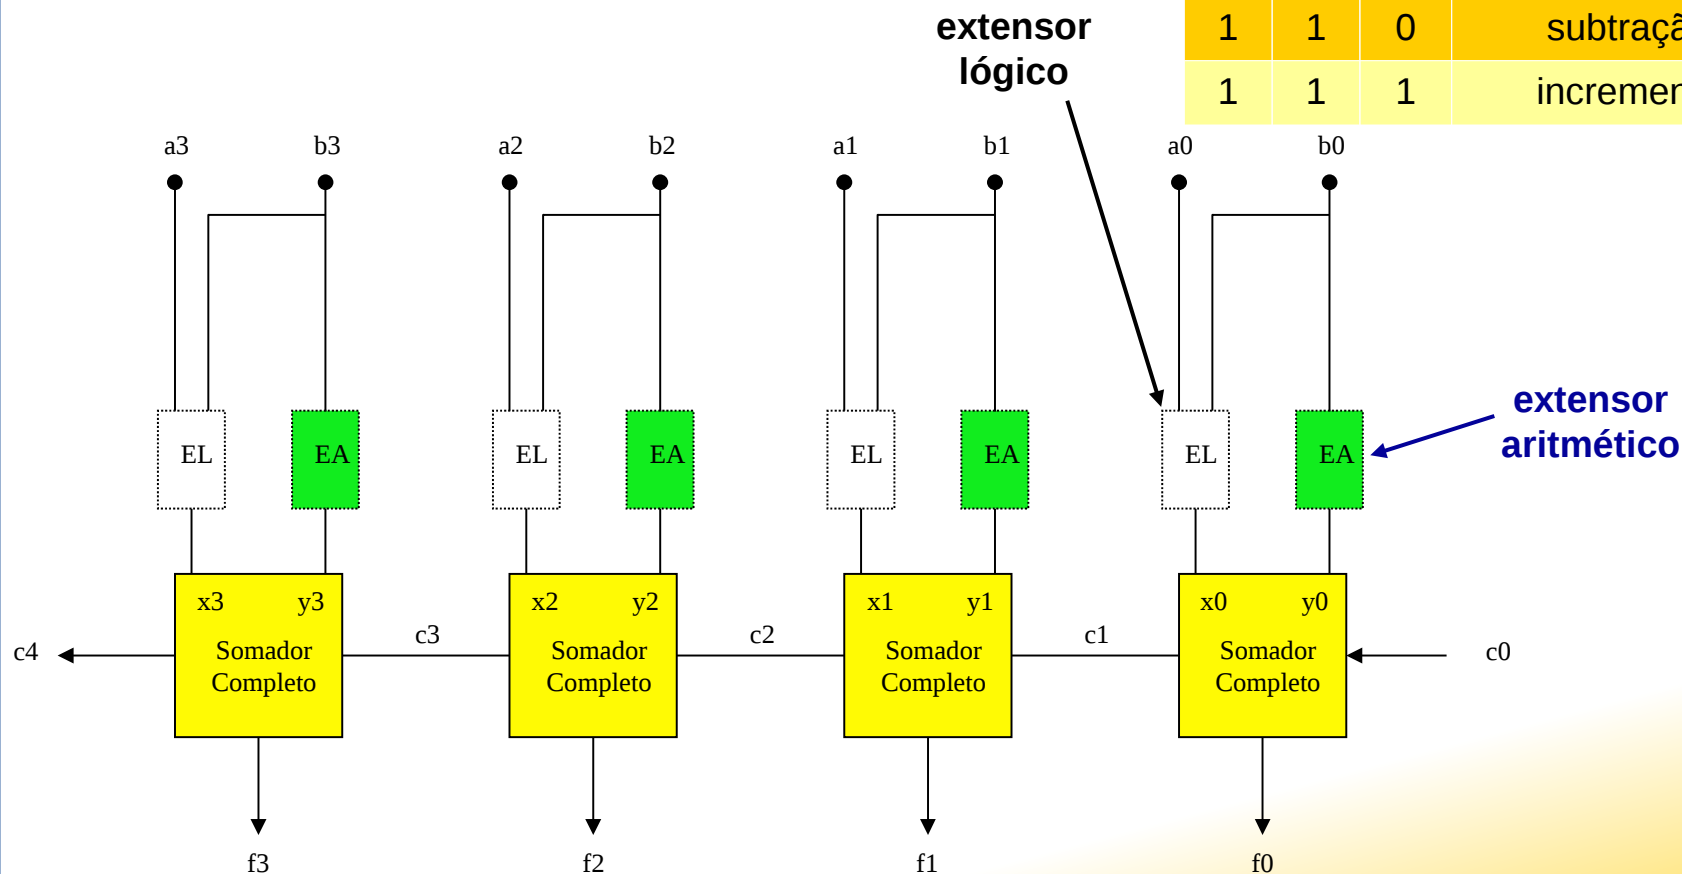 extensor
lógico
1 1 0
1 1 1
a3 b3 a2 b2 a1 b1 a0 b0
extensor
aritmético
EL EA EL EA EL EA EL EA
x3 y3 x2 y2 x1 y1 x0 y0
c4 c3 c2 c1 c0
Somador Somador Somador Somador
Completo Completo Completo Completo
f3 f2 f1 f0